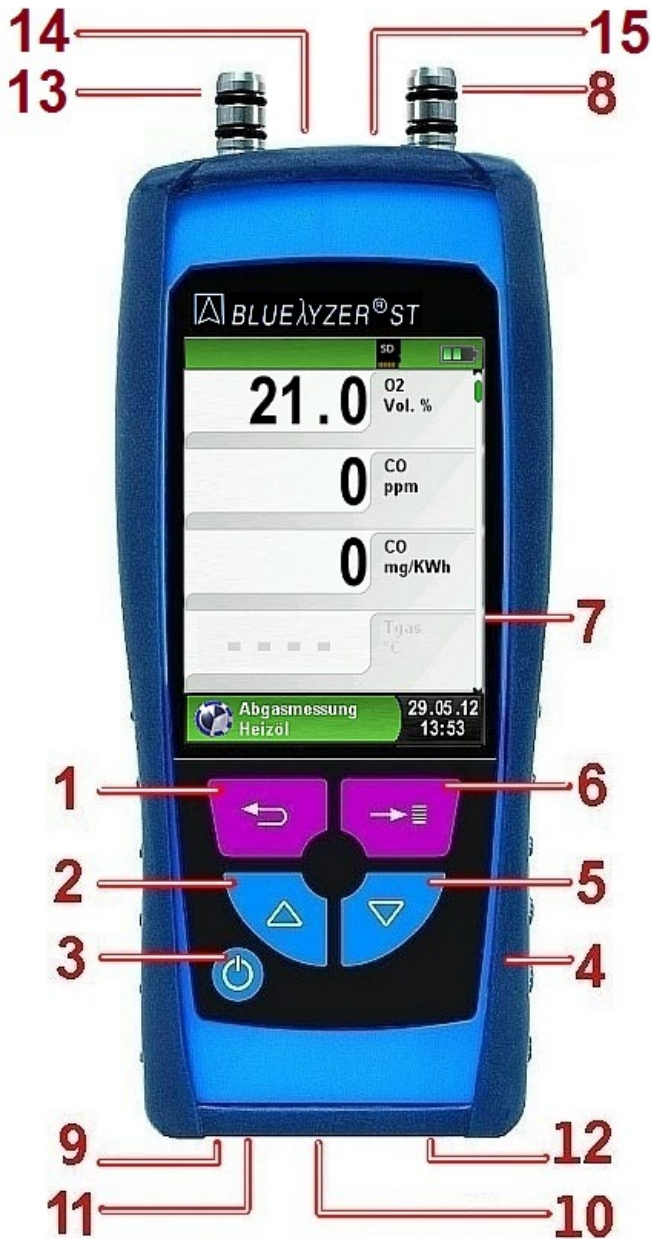 14
15
13
8
BLUEλYZER®ST
SD
21.0 O2 Vol. %
0 CO ppm
0 CO mg/KWh
- - - - Tgas °C
7
Abgasmessung Heizöl
29.05.12 13:53
1
6
2
5
3
4
9
12
11
10